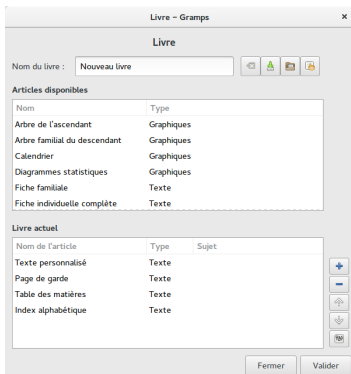 Livre – Gramps
Livre
Nom du livre : Nouveau livre
Articles disponibles
Nom Type
Arbre de l'ascendant Graphiques
Arbre familial du descendant Graphiques
Calendrier Graphiques
Diagrammes statistiques Graphiques
Fiche familiale Texte
Fiche individuelle complète Texte
Livre actuel
Nom de l'article Type Sujet
Texte personnalisé Texte
Page de garde Texte
Table des matières Texte
Index alphabétique Texte
Fermer Valider